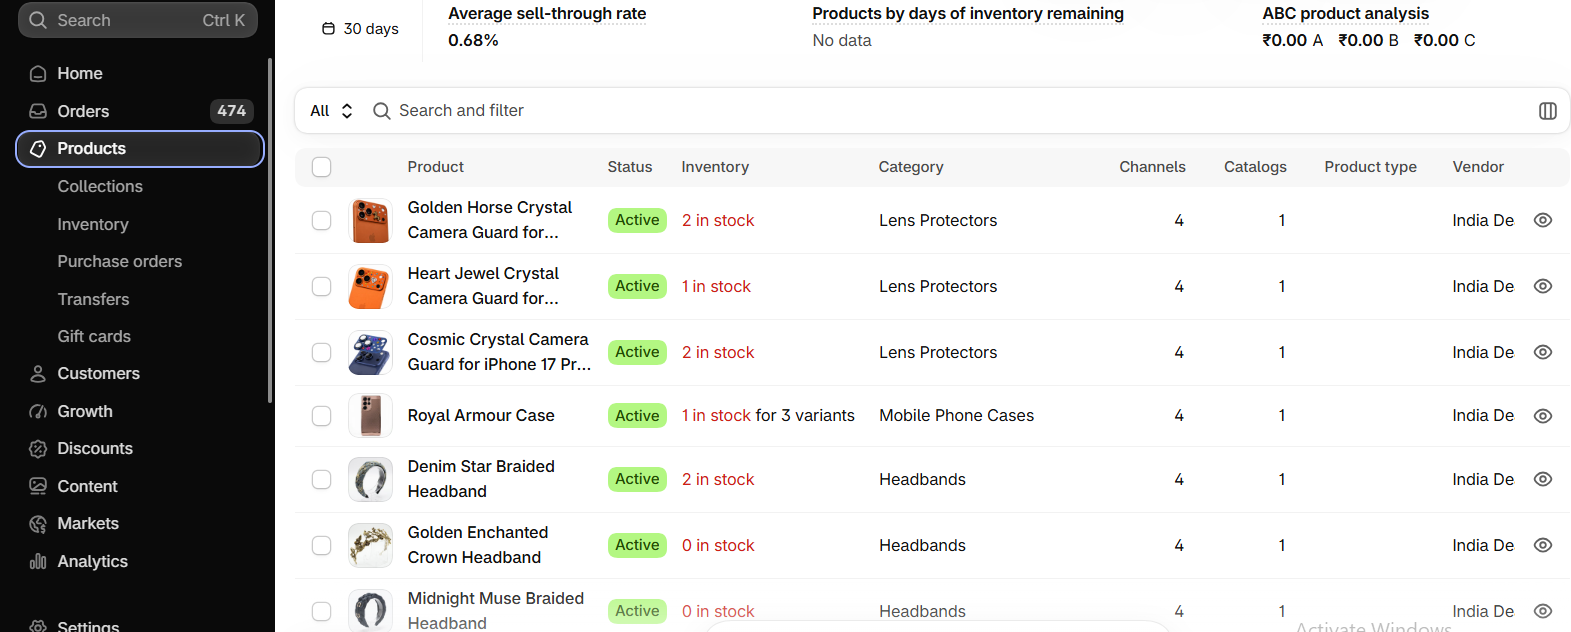 Search Ctrl K
Home
Orders 474
Products
Collections
Inventory
Purchase orders
Transfers
Gift cards
Customers
Growth
Discounts
Content
Markets
Analytics
Settings
30 days
Average sell-through rate
0.68%
Products by days of inventory remaining
No data
ABC product analysis
₹0.00 A ₹0.00 B ₹0.00 C
All Search and filter
Product Status Inventory Category Channels Catalogs Product type Vendor
Golden Horse Crystal
Camera Guard for...
Active 2 in stock Lens Protectors 4 1 India De
Heart Jewel Crystal
Camera Guard for...
Active 1 in stock Lens Protectors 4 1 India De
Cosmic Crystal Camera
Guard for iPhone 17 Pr...
Active 2 in stock Lens Protectors 4 1 India De
Royal Armour Case Active 1 in stock for 3 variants Mobile Phone Cases 4 1 India De
Denim Star Braided
Headband
Active 2 in stock Headbands 4 1 India De
Golden Enchanted
Crown Headband
Active 0 in stock Headbands 4 1 India De
Midnight Muse Braided
Headband
Active 0 in stock Headbands 4 1 India De
Activate Windows